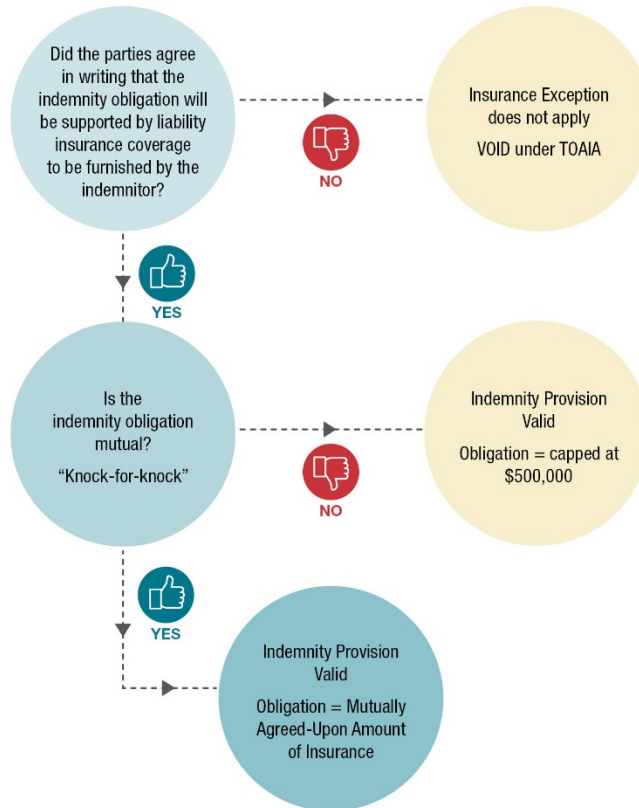 Did the parties agree
in writing that the
indemnity obligation will
be supported by liability
insurance coverage
to be furnished by the
indemnitor?
NO
Insurance Exception
does not apply
VOID under TOAIA
YES
Is the
indemnity obligation
mutual?
“Knock-for-knock”
NO
Indemnity Provision
Valid
Obligation = capped at
$500,000
YES
Indemnity Provision
Valid
Obligation = Mutually
Agreed-Upon Amount
of Insurance